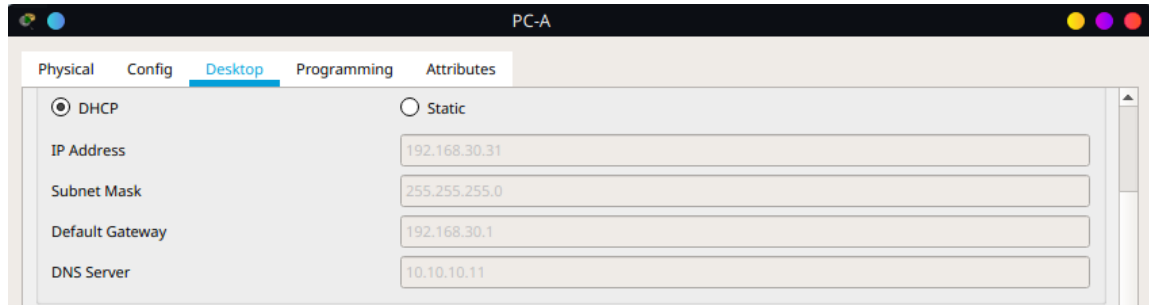 PC-A
Physical Config Desktop Programming Attributes
DHCP Static
IP Address 192.168.30.31
Subnet Mask 255.255.255.0
Default Gateway 192.168.30.1
DNS Server 10.10.10.11